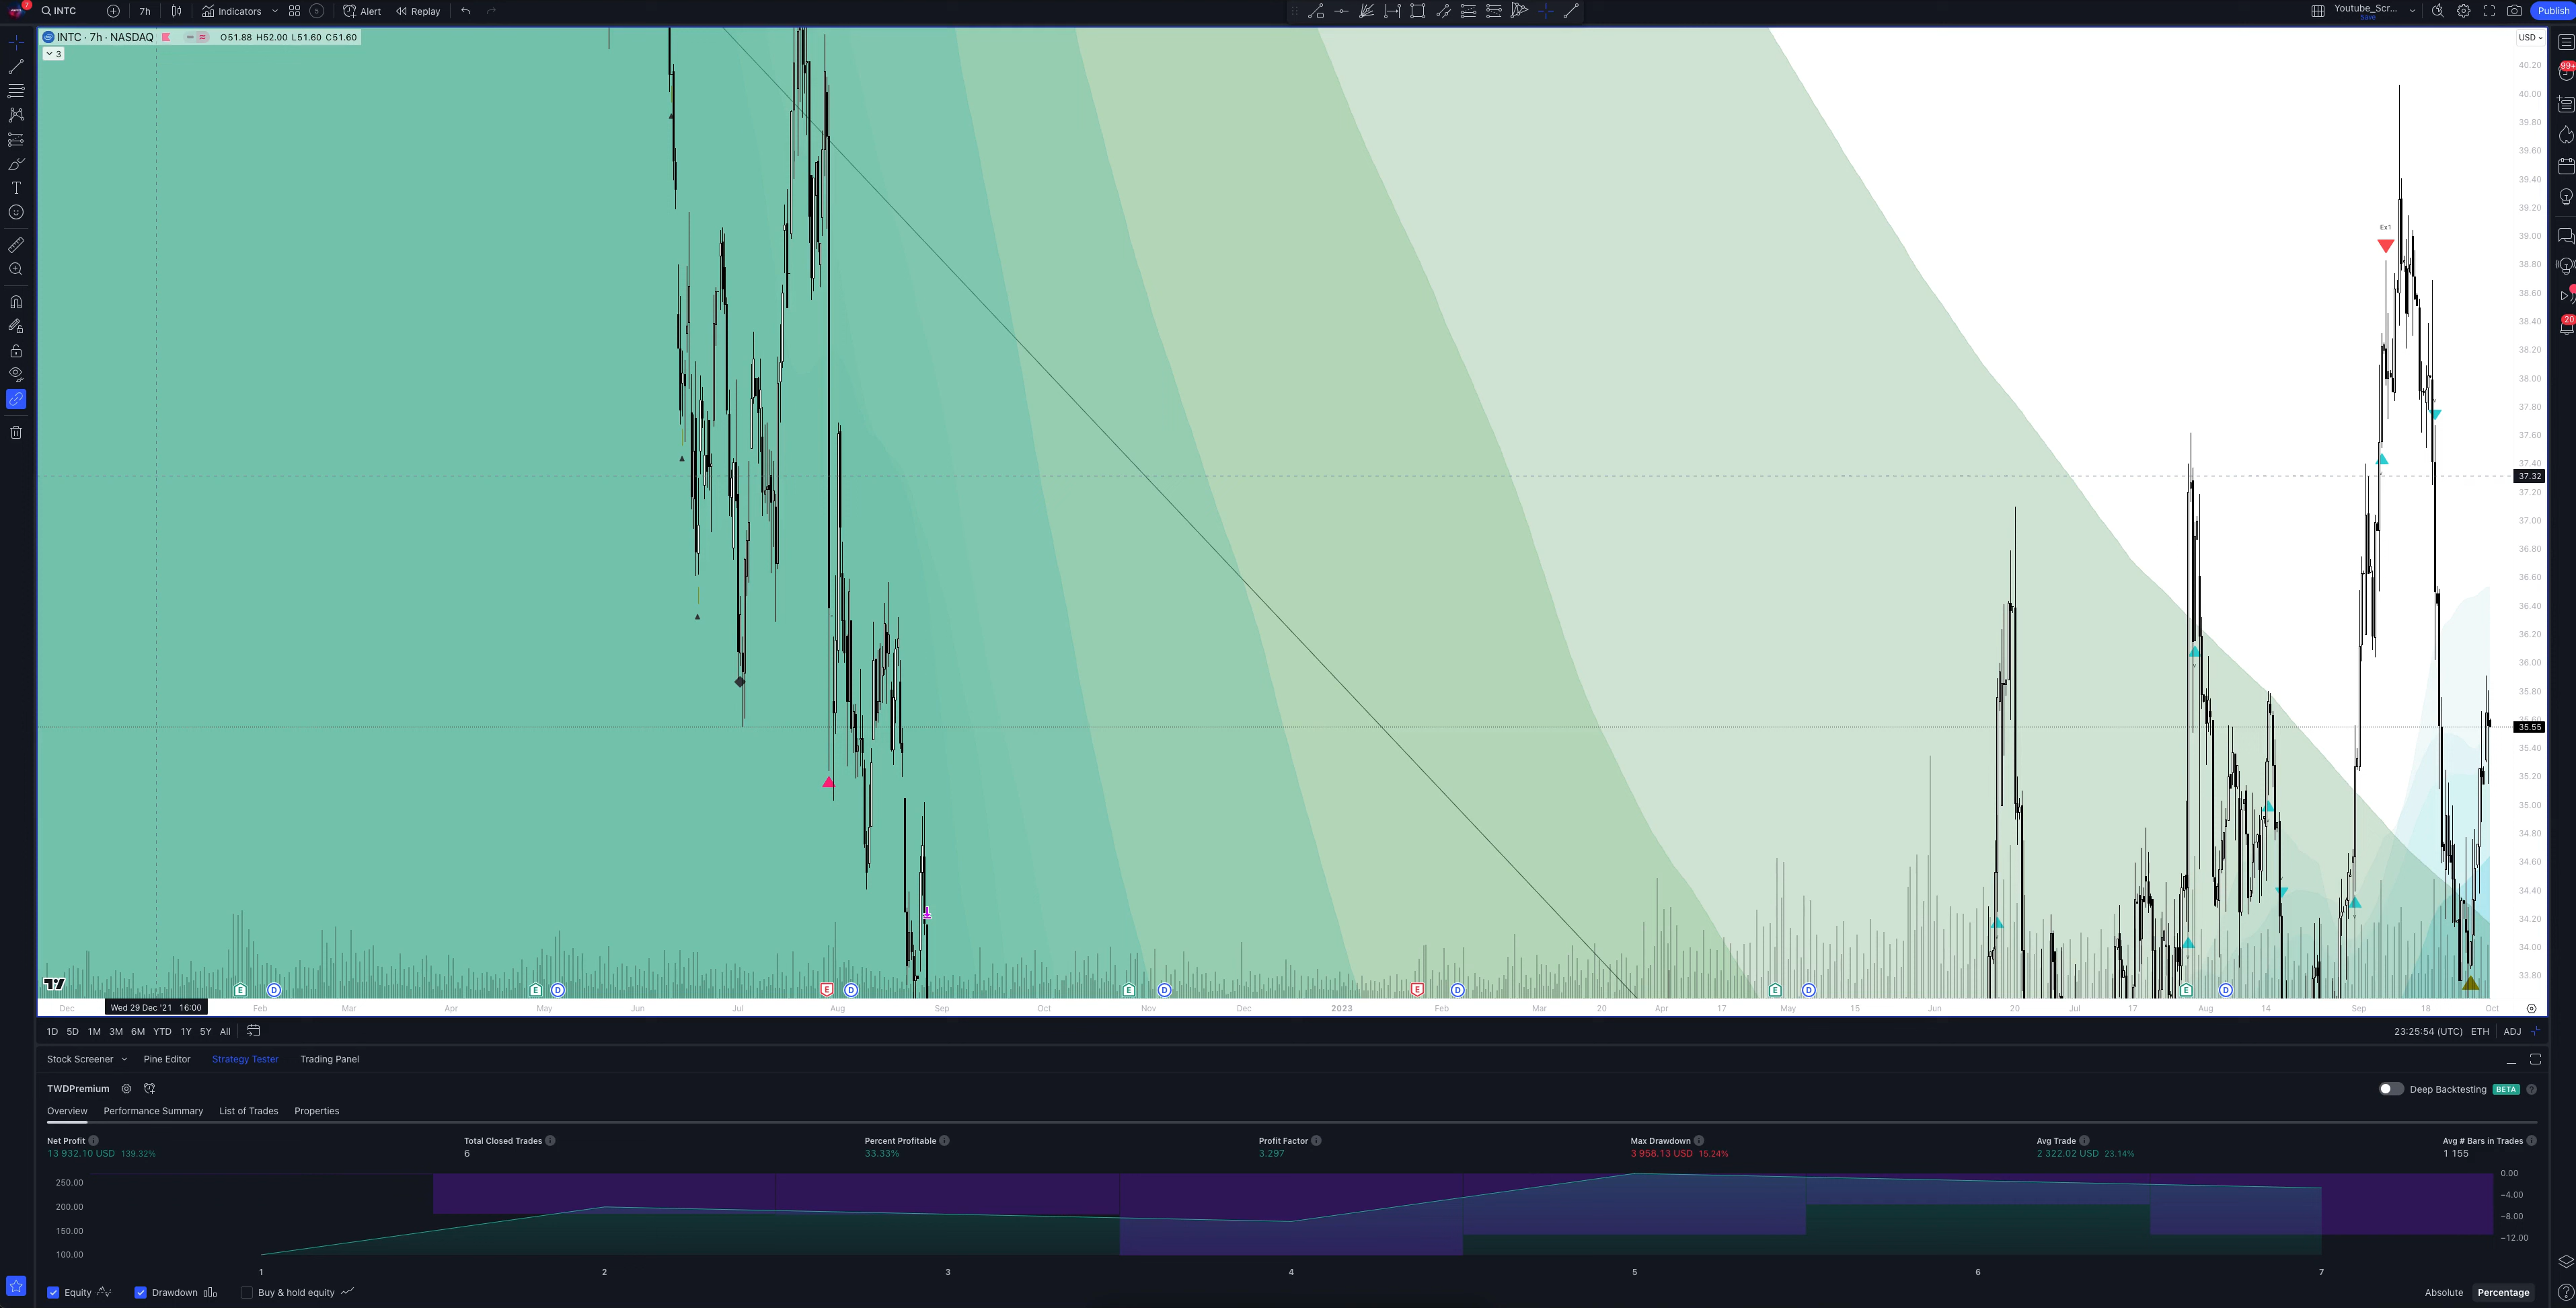 7
INTC
7h
Indicators
5
Alert
Replay
Youtube_Scr...
Save
Publish
INTC · 7h · NASDAQ
O51.88 H52.00 L51.60 C51.60
3
USD
99+
20
40.20
40.00
39.80
39.60
39.40
39.20
39.00
38.80
38.60
38.40
38.20
38.00
37.80
37.60
37.40
37.32
37.20
37.00
36.80
36.60
36.40
36.20
36.00
35.80
35.60
35.55
35.40
35.20
35.00
34.80
34.60
34.40
34.20
34.00
33.80
Ex1
E D E D E D E D E D E D E D
Dec Wed 29 Dec '21 16:00 Feb Mar Apr May Jun Jul Aug Sep Oct Nov Dec 2023 Feb Mar 20 Apr 17 May 15 Jun 20 Jul 17 Aug 14 Sep 18 Oct
1D 5D 1M 3M 6M YTD 1Y 5Y All
23:25:54 (UTC) ETH ADJ
Stock Screener Pine Editor Strategy Tester Trading Panel
TWDPremium
Deep Backtesting BETA
Overview Performance Summary List of Trades Properties
Net Profit Total Closed Trades Percent Profitable Profit Factor Max Drawdown Avg Trade Avg # Bars in Trades
13 932.10 USD 139.32% 6 33.33% 3.297 3 958.13 USD 15.24% 2 322.02 USD 23.14% 1 155
250.00
200.00
150.00
100.00
0.00
−4.00
−8.00
−12.00
1 2 3 4 5 6 7
Equity Drawdown Buy & hold equity
Absolute Percentage